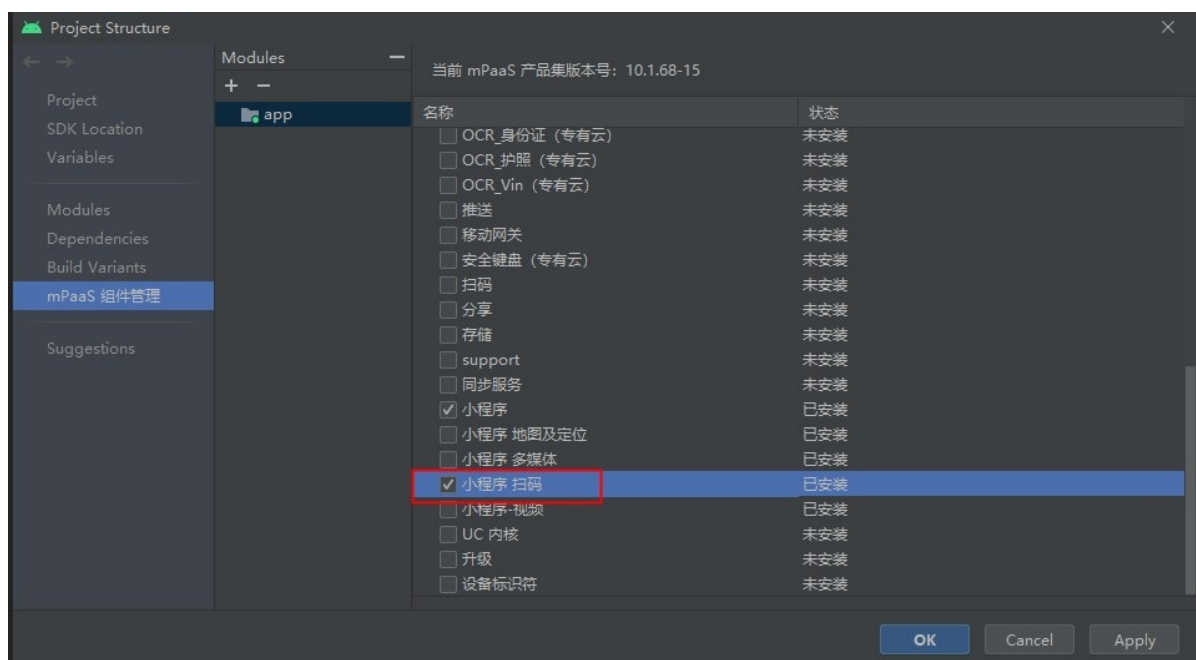 Project Structure
Modules
当前 mPaaS 产品集版本号：10.1.68-15
Project
SDK Location
Variables
Modules
Dependencies
Build Variants
mPaaS 组件管理
Suggestions
app
名称 状态
OCR_身份证（专有云） 未安装
OCR_护照（专有云） 未安装
OCR_Vin（专有云） 未安装
推送 未安装
移动网关 未安装
安全键盘（专有云） 未安装
扫码 未安装
分享 未安装
存储 未安装
support 未安装
同步服务 未安装
小程序 已安装
小程序 地图及定位 已安装
小程序 多媒体 已安装
小程序 扫码 已安装
小程序-视频 已安装
UC 内核 未安装
升级 未安装
设备标识符 未安装
OK Cancel Apply